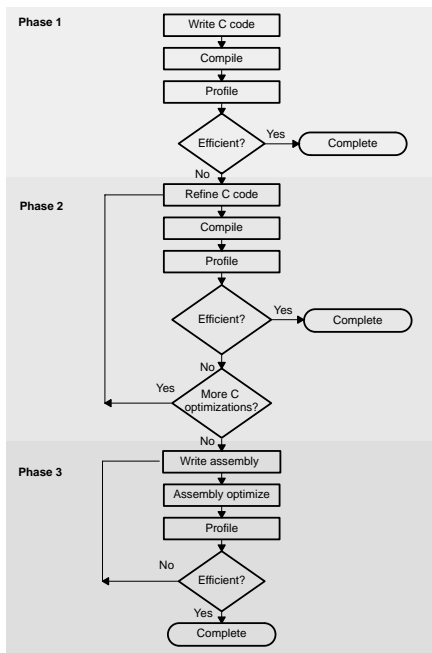 Phase 1
Write C code
Compile
Profile
Efficient?
Yes
Complete
No
Phase 2
Refine C code
Compile
Profile
Efficient?
Yes
Complete
No
Yes
More C
optimizations?
No
Phase 3
Write assembly
Assembly optimize
Profile
No
Efficient?
Yes
Complete